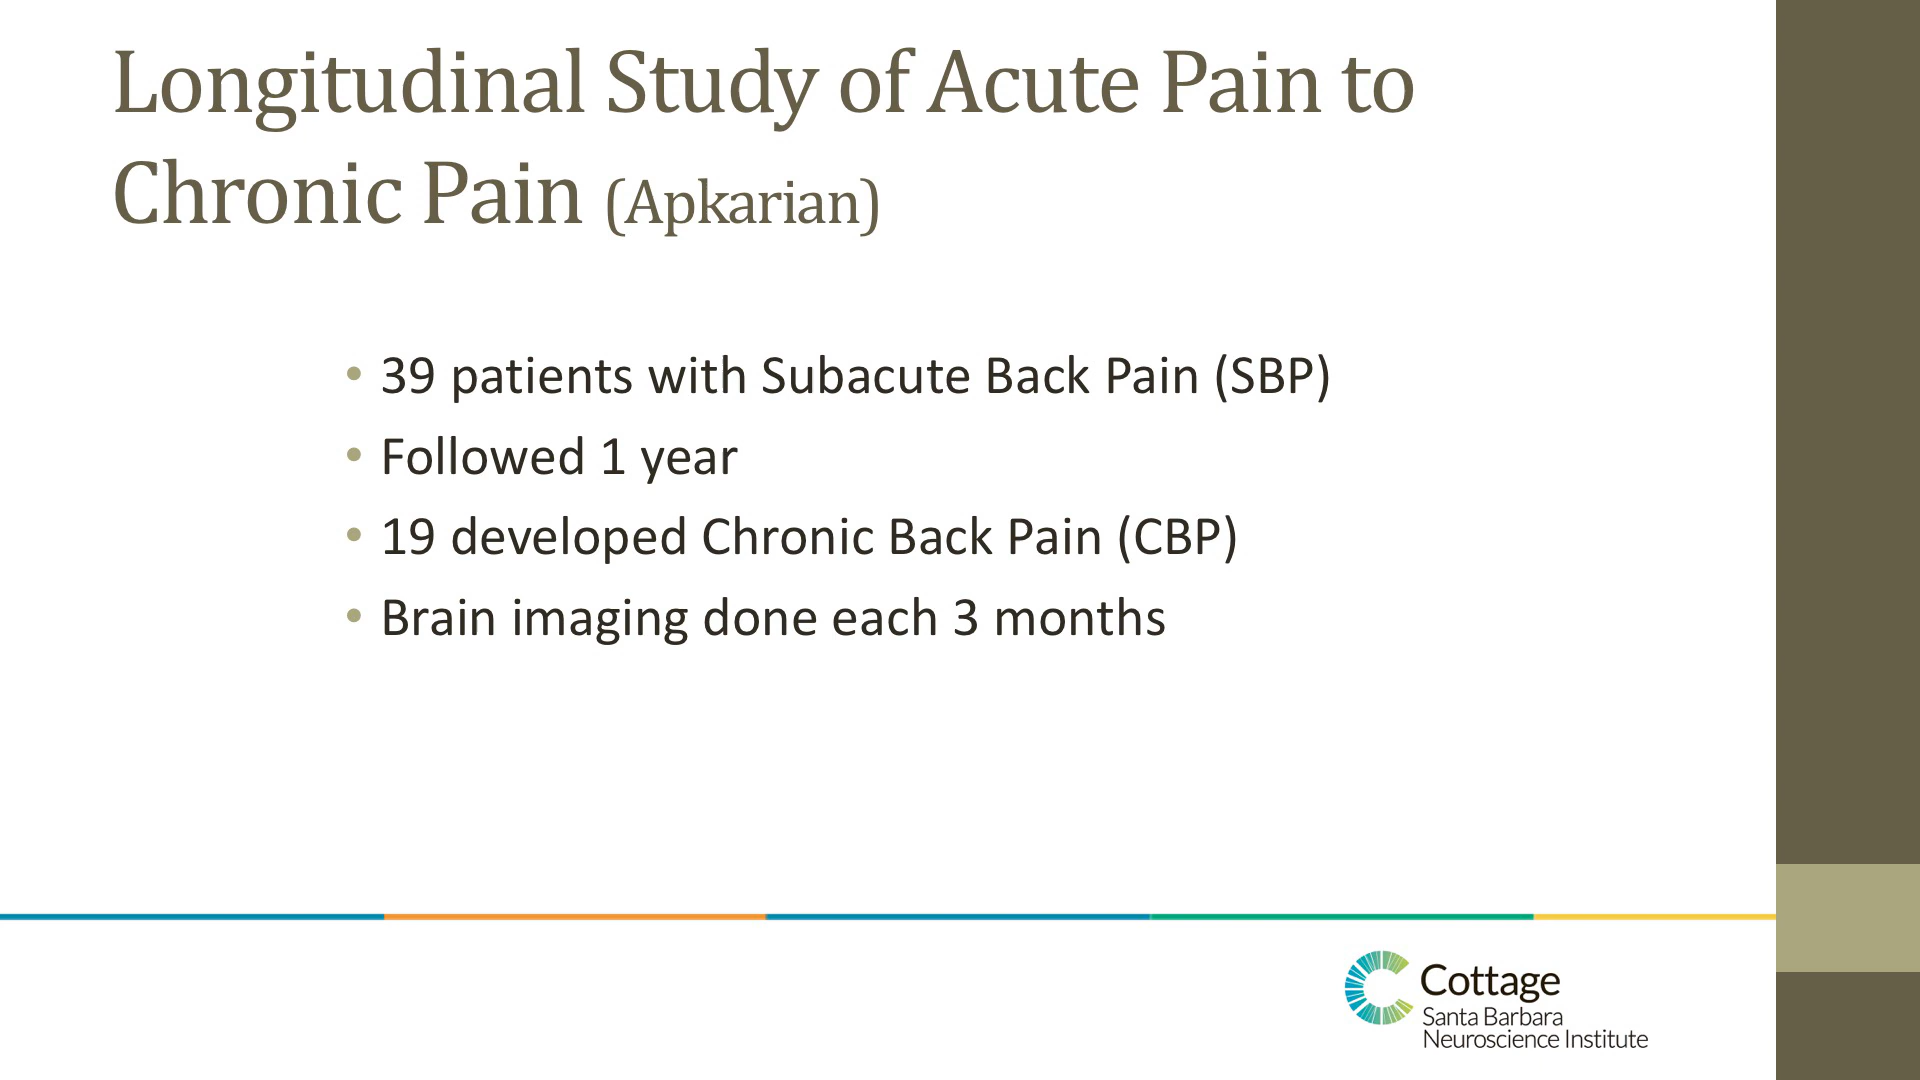 Longitudinal Study of Acute Pain to
Chronic Pain (Apkarian)
• 39 patients with Subacute Back Pain (SBP)
• Followed 1 year
• 19 developed Chronic Back Pain (CBP)
• Brain imaging done each 3 months
Cottage
Santa Barbara
Neuroscience Institute